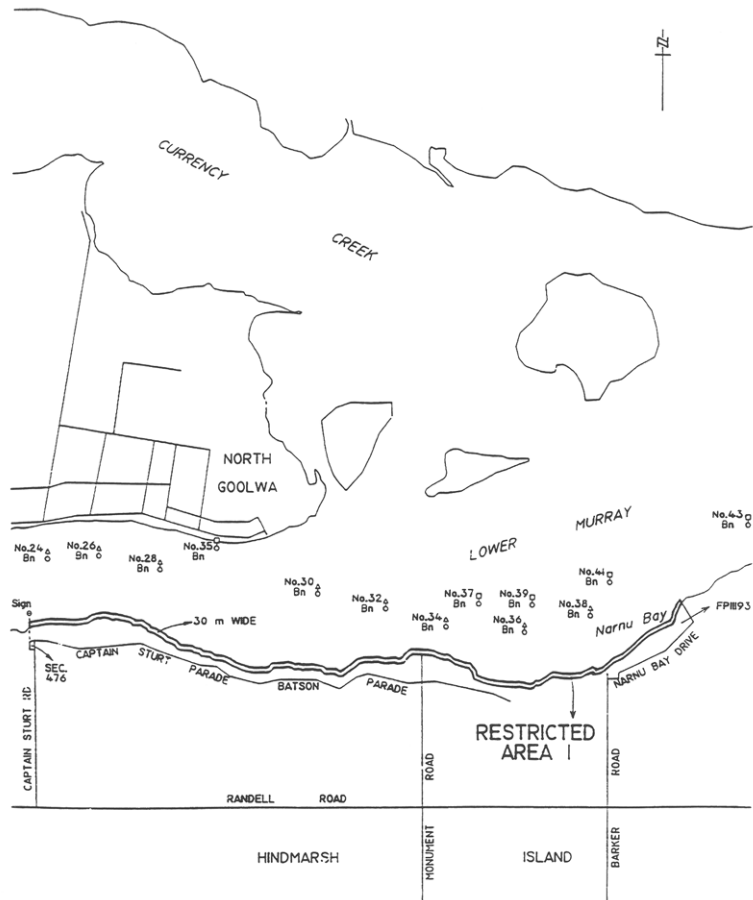 N
CURRENCY
CREEK
NORTH
GOOLWA
LOWER
MURRAY
No.43
Bn
No.24
Bn
No.26
Bn
No.28
Bn
No.35
Bn
No.30
Bn
No.32
Bn
No.34
Bn
No.37
Bn
No.39
Bn
No.36
Bn
No.38
Bn
No.41
Bn
Narnu Bay
FP11193
NARNU BAY DRIVE
Sign
30 m WIDE
SEC.
476
CAPTAIN STURT PARADE
BATSON PARADE
CAPTAIN STURT RD
RESTRICTED
AREA 1
RANDELL ROAD
MONUMENT ROAD
BARKER ROAD
HINDMARSH ISLAND